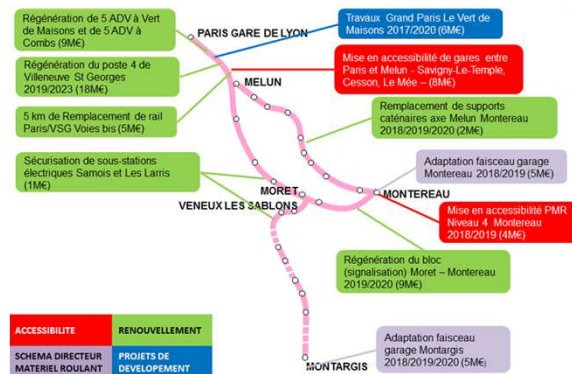 Régénération de 5 ADV à Vert
de Maisons et de 5 ADV à
Combs (9M€)
PARIS GARE DE LYON
Travaux Grand Paris Le Vert de
Maisons 2017/2020 (6M€)
Régénération du poste 4 de
Villeneuve St Georges
2019/2023 (18M€)
Mise en accessibilité de gares entre
Paris et Melun - Savigny-Le-Temple,
Cesson, Le Mée – (8M€)
MELUN
5 km de Remplacement de rail
Paris/VSG Voies bis (5M€)
Remplacement de supports
caténaires axe Melun Montereau
2018/2019/2020 (2M€)
Sécurisation de sous-stations
électriques Samois et Les Larris
(1M€)
Adaptation faisceau garage
Montereau 2018/2019 (5M€)
MORET
VENEUX LES SABLONS
MONTEREAU
Mise en accessibilité PMR
Niveau 4 Montereau
2018/2019 (4M€)
Régénération du bloc
(signalisation) Moret – Montereau
2019/2020 (9M€)
ACCESSIBILITE
RENOUVELLEMENT
SCHEMA DIRECTEUR
MATERIEL ROULANT
PROJETS DE
DEVELOPEMENT
Adaptation faisceau
garage Montargis
2018/2019/2020 (5M€)
MONTARGIS